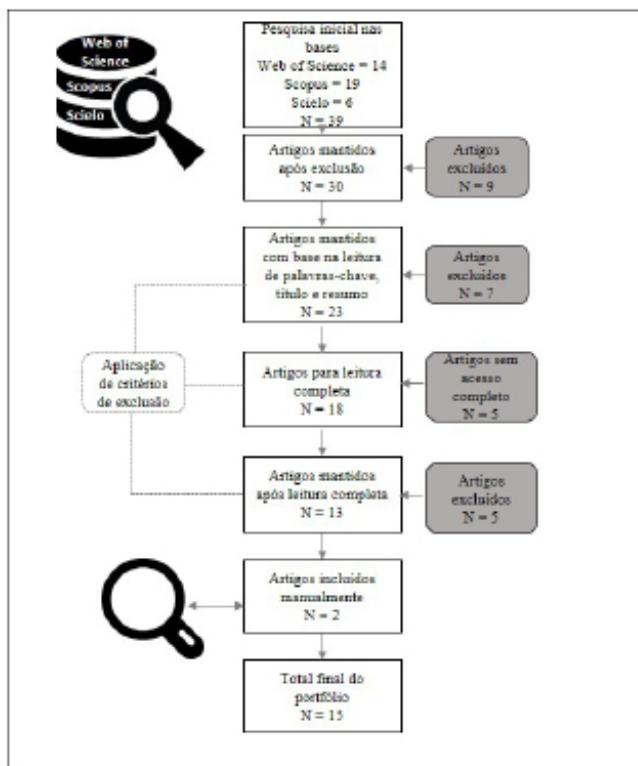 Web of
Science
Scopus
Scielo
Pesquisa inicial nas
bases
Web of Science = 14
Scopus = 19
Scielo = 6
N = 39
Artigos mantidos
após exclusão
N = 30
Artigos
excluídos
N = 9
Artigos mantidos
com base na leitura
de palavras-chave,
título e resumo
N = 23
Artigos
excluídos
N = 7
Aplicação
de critérios
de exclusão
Artigos para leitura
completa
N = 18
Artigos sem
acesso
completo
N = 5
Artigos mantidos
após leitura completa
N = 13
Artigos
excluídos
N = 5
Artigos incluídos
manualmente
N = 2
Total final do
portfólio
N = 15